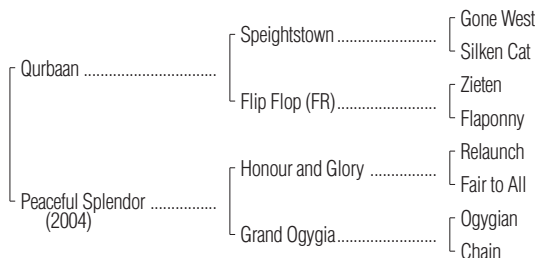 Gone West
Speightstown ......................
Silken Cat
Qurbaan .............................
Zieten
Flip Flop (FR)......................
Flaponny
Relaunch
Honour and Glory ...............
Fair to All
Peaceful Splendor ...............
(2004)
Ogygian
Grand Ogygia......................
Chain